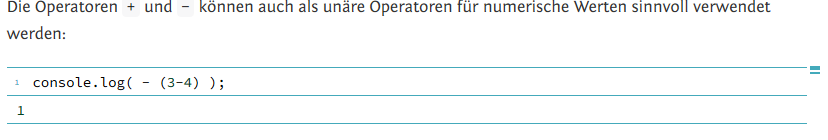 Die Operatoren + und - können auch als unäre Operatoren für numerische Werten sinnvoll verwendet
werden:
1 console.log( - (3-4) );
1